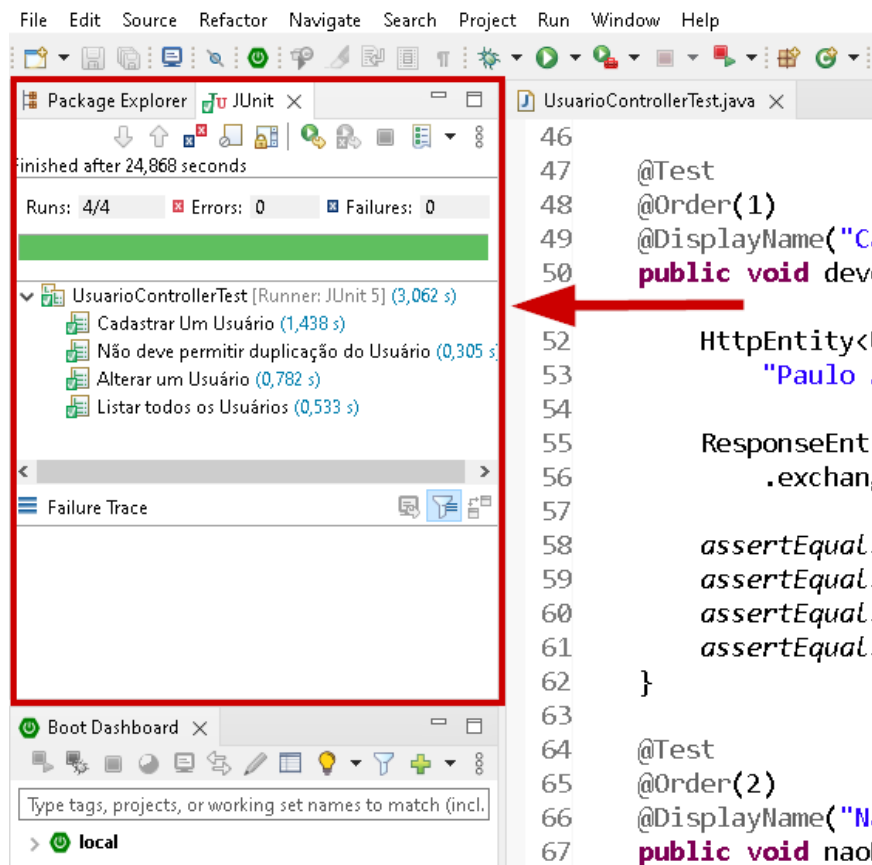 File Edit Source Refactor Navigate Search Project Run Window Help
Package Explorer JUnit
Finished after 24,868 seconds
Runs: 4/4 Errors: 0 Failures: 0
UsuarioControllerTest [Runner: JUnit 5] (3,062 s)
Cadastrar Um Usuário (1,438 s)
Não deve permitir duplicação do Usuário (0,305 s
Alterar um Usuário (0,782 s)
Listar todos os Usuários (0,533 s)
Failure Trace
Boot Dashboard
Type tags, projects, or working set names to match (incl.
local
UsuarioControllerTest.java
46
47 @Test
48 @Order(1)
49 @DisplayName("Ca
50 public void deve
52 HttpEntity<
53 "Paulo
54
55 ResponseEnt
56 .exchan
57
58 assertEqual
59 assertEqual
60 assertEqual
61 assertEqual
62 }
63
64 @Test
65 @Order(2)
66 @DisplayName("Na
67 public void nao